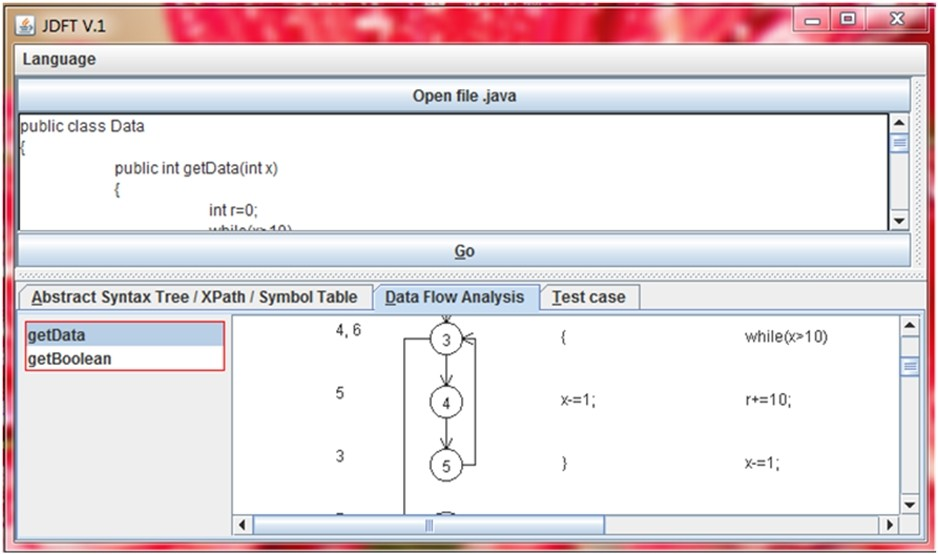 JDFT V.1
Language
Open file .java
public class Data
{
public int getData(int x)
{
int r=0;
while(x>10)
Go
Abstract Syntax Tree / XPath / Symbol Table
Data Flow Analysis
Test case
getData
getBoolean
4, 6 3 { while(x>10)
5 4 x-=1; r+=10;
3 5 } x-=1;